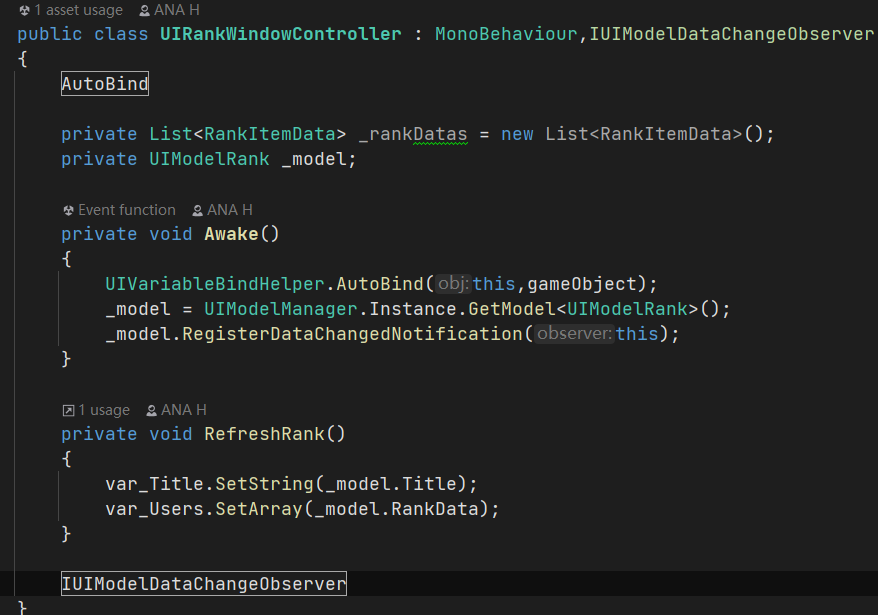 1 asset usage ANA H
public class UIRankWindowController : MonoBehaviour,IUIModelDataChangeObserver
{
AutoBind
private List<RankItemData> _rankDatas = new List<RankItemData>();
private UIModelRank _model;
Event function ANA H
private void Awake()
{
UIVariableBindHelper.AutoBind(obj:this,gameObject);
_model = UIModelManager.Instance.GetModel<UIModelRank>();
_model.RegisterDataChangedNotification(observer:this);
}
1 usage ANA H
private void RefreshRank()
{
var_Title.SetString(_model.Title);
var_Users.SetArray(_model.RankData);
}
IUIModelDataChangeObserver
}